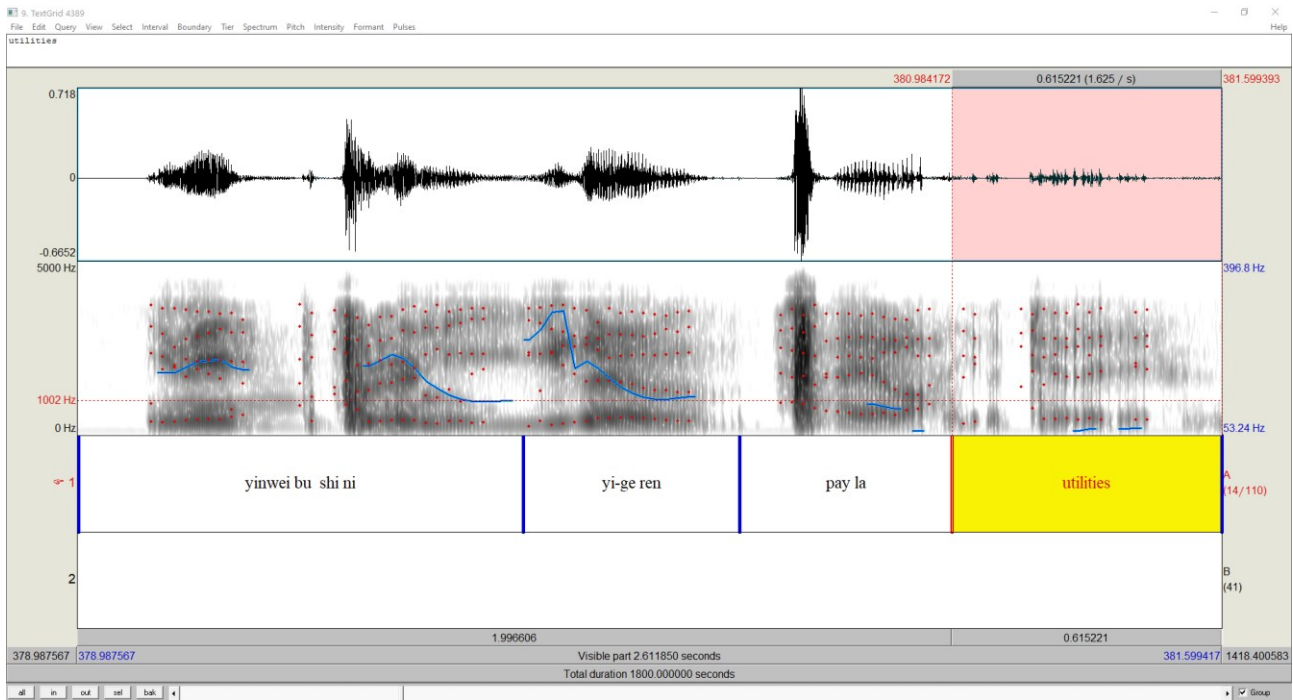 9. TextGrid 4389
File Edit Query View Select Interval Boundary Tier Spectrum Pitch Intensity Formant Pulses Help
utilities
380.984172 0.615221 (1.625 / s) 381.599393
0.718
0
-0.6652
5000 Hz 396.8 Hz
1002 Hz
0 Hz 53.24 Hz
1 yinwei bu shi ni yi-ge ren pay la utilities A
(14/110)
2 B
(41)
1.996606 0.615221
378.987567 378.987567 Visible part 2.611850 seconds 381.599417 1418.400583
Total duration 1800.000000 seconds
all in out sel bak Group